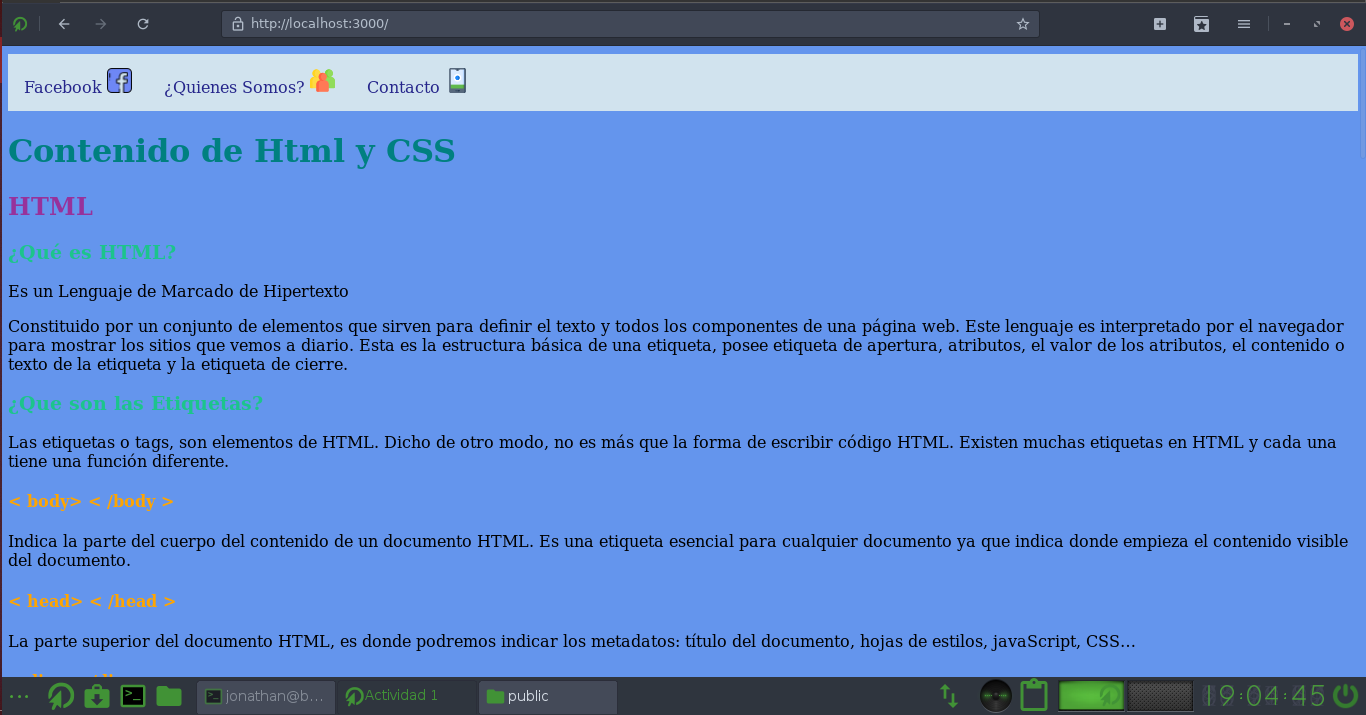 http://localhost:3000/
Facebook ¿Quienes Somos? Contacto
Contenido de Html y CSS
HTML
¿Qué es HTML?
Es un Lenguaje de Marcado de Hipertexto
Constituido por un conjunto de elementos que sirven para definir el texto y todos los componentes de una página web. Este lenguaje es interpretado por el navegador
para mostrar los sitios que vemos a diario. Esta es la estructura básica de una etiqueta, posee etiqueta de apertura, atributos, el valor de los atributos, el contenido o
texto de la etiqueta y la etiqueta de cierre.
¿Que son las Etiquetas?
Las etiquetas o tags, son elementos de HTML. Dicho de otro modo, no es más que la forma de escribir código HTML. Existen muchas etiquetas en HTML y cada una
tiene una función diferente.
< body> < /body >
Indica la parte del cuerpo del contenido de un documento HTML. Es una etiqueta esencial para cualquier documento ya que indica donde empieza el contenido visible
del documento.
< head> < /head >
La parte superior del documento HTML, es donde podremos indicar los metadatos: título del documento, hojas de estilos, javaScript, CSS...
jonathan@b... Actividad 1 public 19:04:45